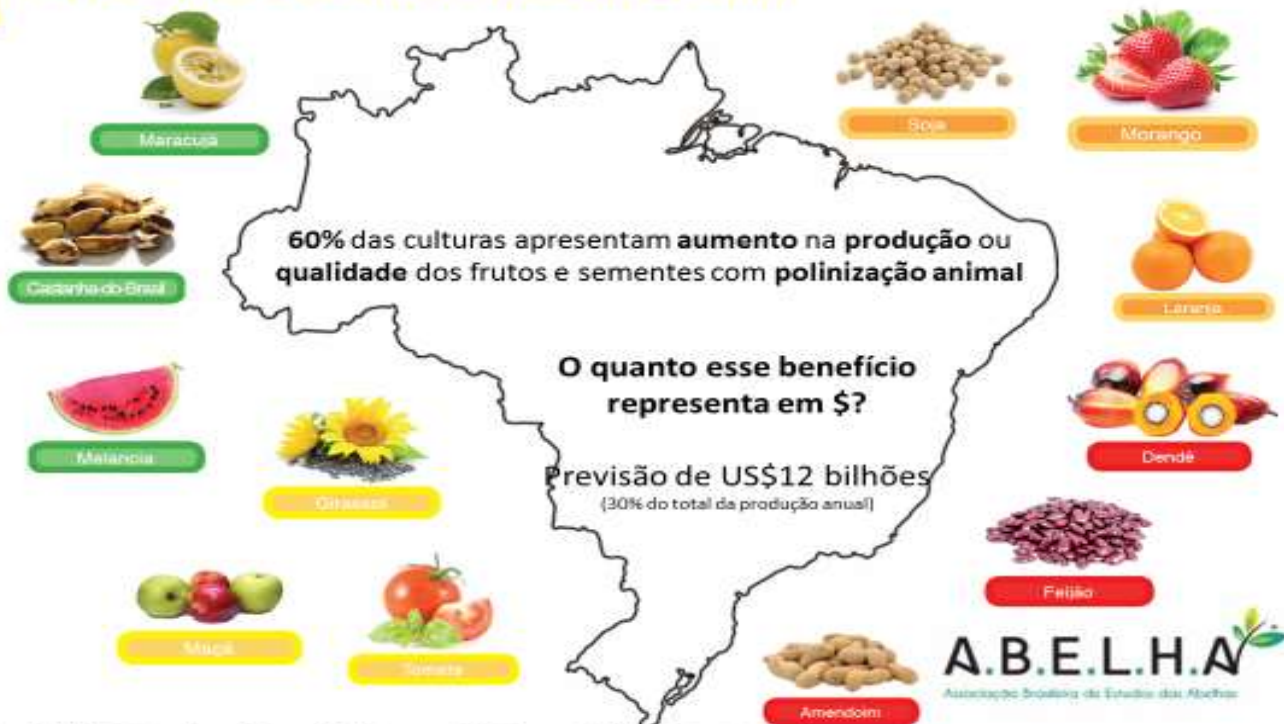 Maracujá
Soja
Morango
Castanha-do-Brasil
60% das culturas apresentam aumento na produção ou
qualidade dos frutos e sementes com polinização animal
Laranja
O quanto esse benefício
representa em $?
Melancia
Dendê
Girassol
Previsão de US$12 bilhões
(30% do total da produção anual)
Feijão
Maçã
Tomate
Amendoim
A.B.E.L.H.A
Associação Brasileira de Estudos das Abelhas